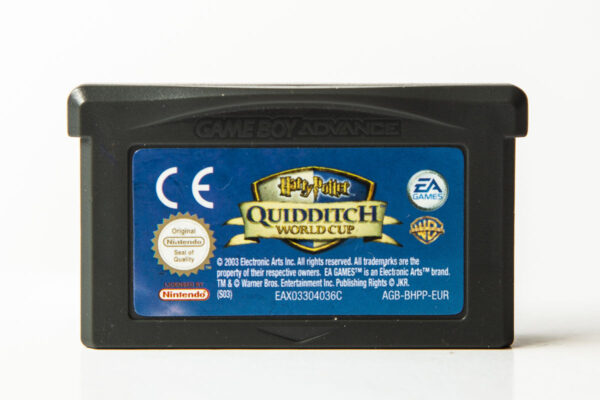 GAME BOY ADVANCE
CE
Harry Potter
QUIDDITCH
WORLD CUP
EA
GAMES
WB
Original
Nintendo
Seal of
Quality
© 2003 Electronic Arts Inc. All rights reserved. All trademarks are the
property of their respective owners. EA GAMES™ is an Electronic Arts™ brand.
TM & © Warner Bros. Entertainment Inc. Publishing Rights © JKR.
LICENSED BY
Nintendo
(S03)
EAX03304036C
AGB-BHPP-EUR